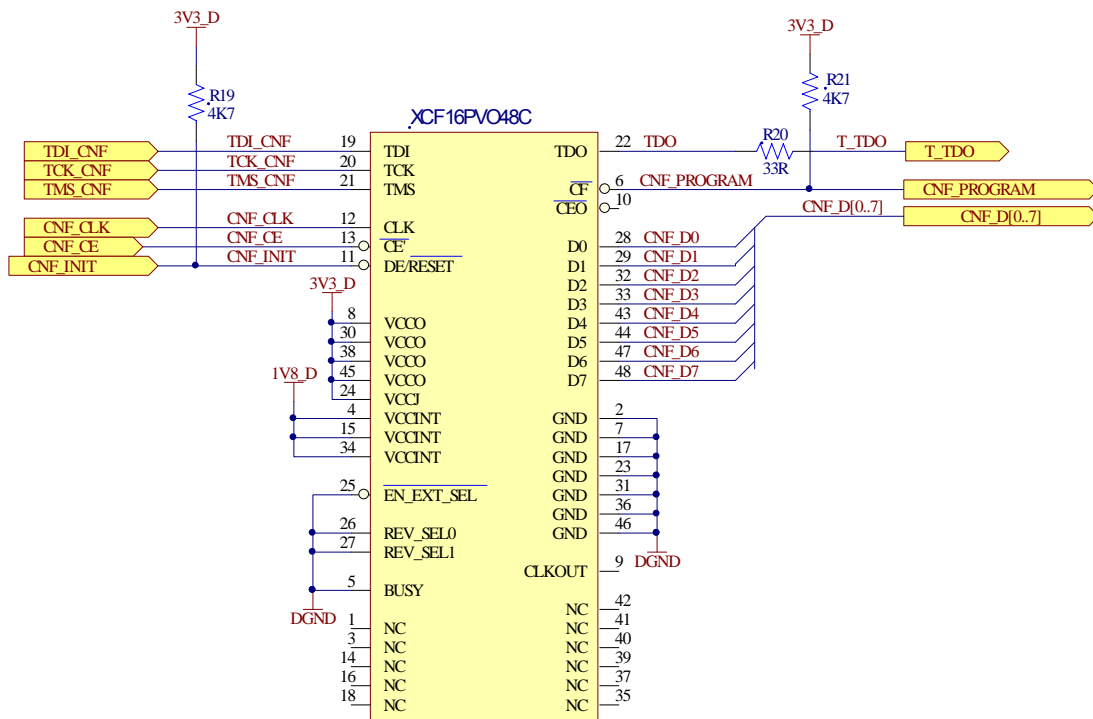 3V3_D
3V3_D
R19
4K7
R21
4K7
XCF16PVO48C
TDI_CNF TDI_CNF 19 TDI TDO 22 TDO R20 33R T_TDO T_TDO
TCK_CNF TCK_CNF 20 TCK
TMS_CNF TMS_CNF 21 TMS CF 6 CNF_PROGRAM CNF_PROGRAM
CEO 10 CNF_D[0..7] CNF_D[0..7]
CNF_CLK CNF_CLK 12 CLK
CNF_CE CNF_CE 13 CE D0 28 CNF_D0
CNF_INIT CNF_INIT 11 DE/RESET D1 29 CNF_D1
D2 32 CNF_D2
3V3_D D3 33 CNF_D3
8 VCCO D4 43 CNF_D4
30 VCCO D5 44 CNF_D5
38 VCCO D6 47 CNF_D6
45 VCCO D7 48 CNF_D7
24 VCCJ
1V8_D
4 VCCINT GND 2
15 VCCINT GND 7
34 VCCINT GND 17
GND 23
25 EN_EXT_SEL GND 31
GND 36
26 REV_SEL0 GND 46
27 REV_SEL1 DGND
CLKOUT 9
5 BUSY
DGND
NC 42
1 NC NC 41
3 NC NC 40
14 NC NC 39
16 NC NC 37
18 NC NC 35